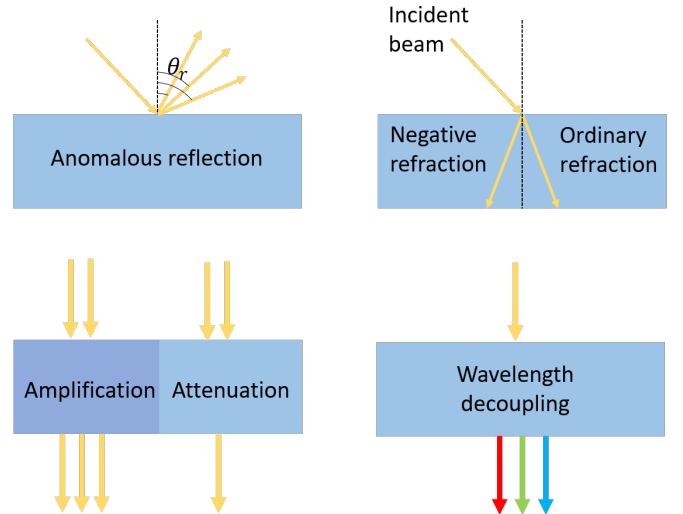 θr
Anomalous reflection
Incident
beam
Negative
refraction
Ordinary
refraction
Amplification
Attenuation
Wavelength
decoupling